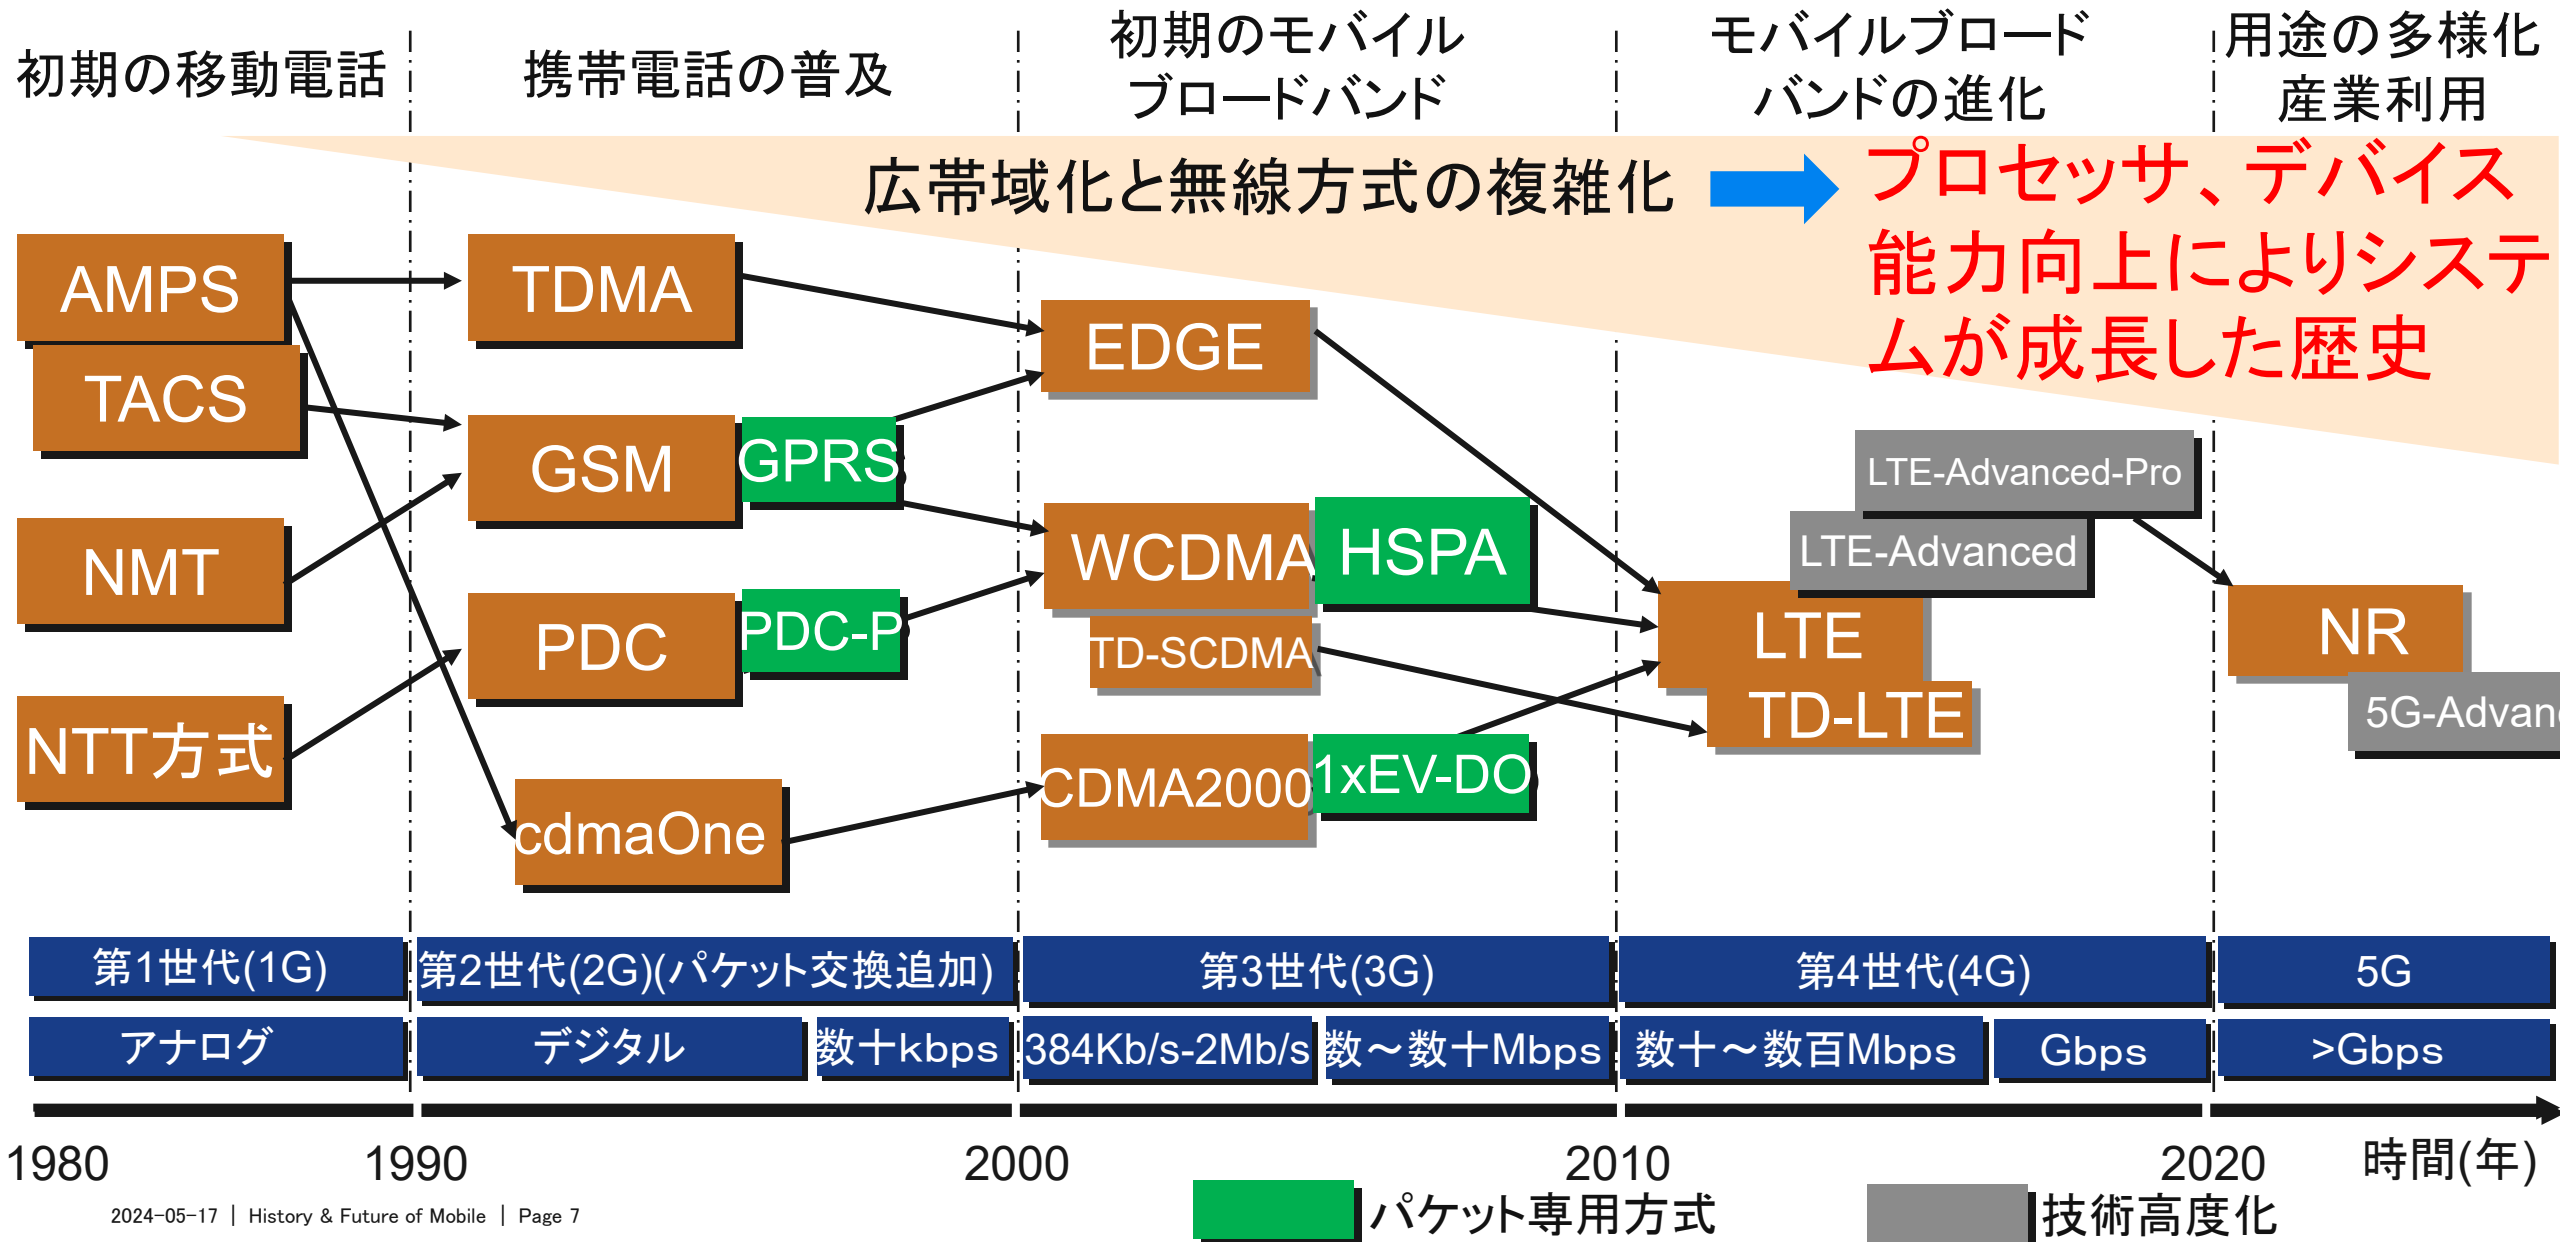 初期の移動電話
携帯電話の普及
初期のモバイル
ブロードバンド
モバイルブロード
バンドの進化
用途の多様化
産業利用
広帯域化と無線方式の複雑化
プロセッサ、デバイス
能力向上によりシステ
ムが成長した歴史
AMPS
TACS
NMT
NTT方式
TDMA
GSM
GPRS
PDC
PDC-P
cdmaOne
EDGE
WCDMA
HSPA
TD-SCDMA
CDMA2000
1xEV-DO
LTE-Advanced-Pro
LTE-Advanced
LTE
TD-LTE
NR
5G-Advan
第1世代(1G)
第2世代(2G)(パケット交換追加)
第3世代(3G)
第4世代(4G)
5G
アナログ
デジタル
数十kbps
384Kb/s-2Mb/s
数～数十Mbps
数十～数百Mbps
Gbps
>Gbps
1980
1990
2000
2010
2020
時間(年)
パケット専用方式
技術高度化
2024-05-17 | History & Future of Mobile | Page 7